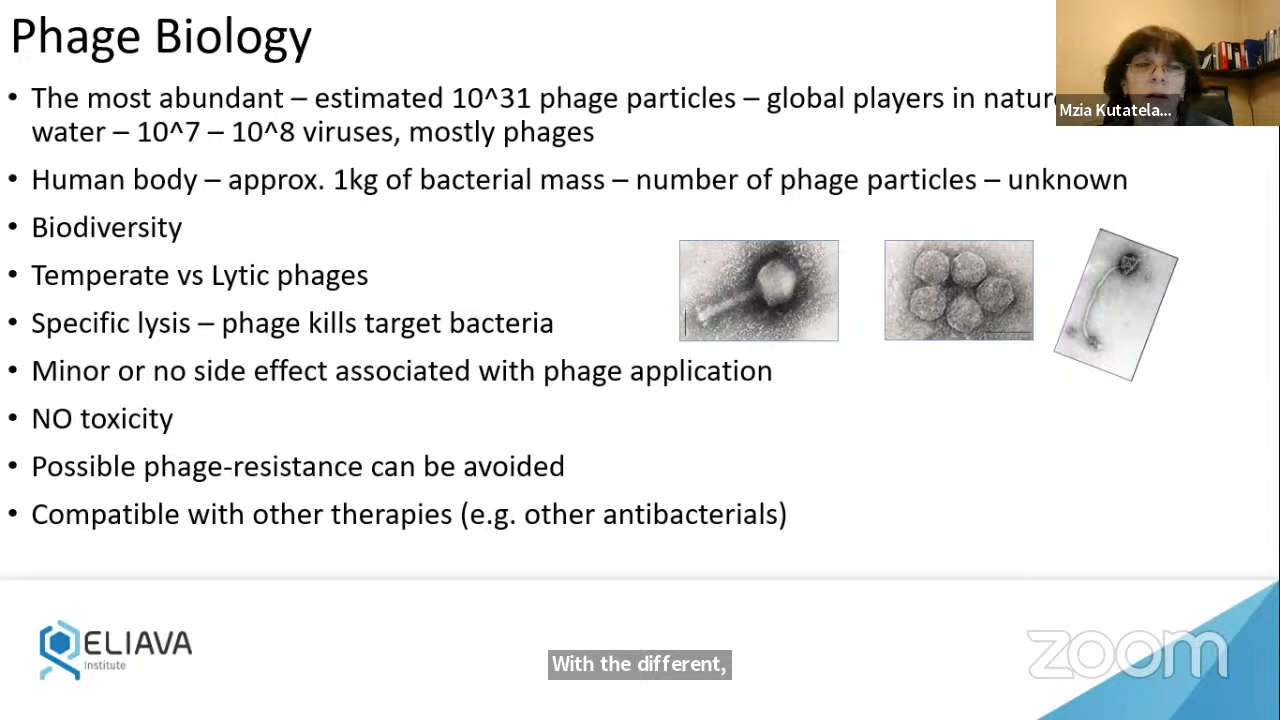 Phage Biology
• The most abundant – estimated 10^31 phage particles – global players in nature
water – 10^7 – 10^8 viruses, mostly phages
• Human body – approx. 1kg of bacterial mass – number of phage particles – unknown
• Biodiversity
• Temperate vs Lytic phages
• Specific lysis – phage kills target bacteria
• Minor or no side effect associated with phage application
• NO toxicity
• Possible phage-resistance can be avoided
• Compatible with other therapies (e.g. other antibacterials)
Mzia Kutatela...
ELIAVA
Institute
With the different,
zoom